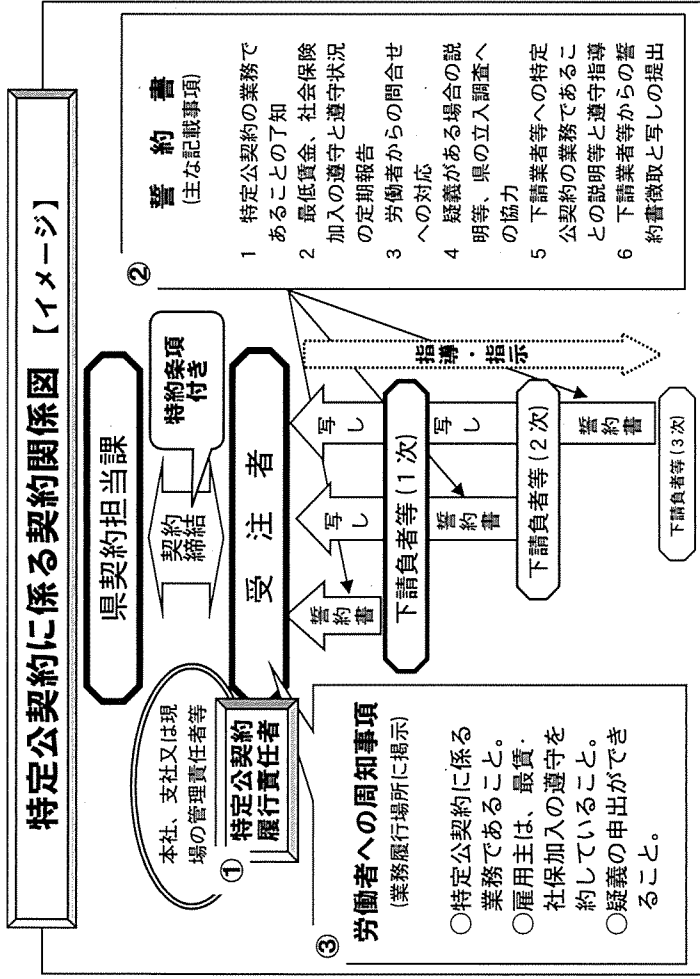 特定公契約に係る契約関係図【イメージ】
県契約担当課
契約
締結
特約条項
付き
受注者
本社、支社又は現
場の管理責任者等
①
特定公契約
履行責任者
誓約書
写し
写し
指導・指示
下請負者等(1次)
誓約書
写し
下請負者等(2次)
誓約書
下請負者等(3次)
②
誓約書
(主な記載事項)
1 特定公契約の業務で
あることの了知
2 最低賃金、社会保険
加入の遵守と遵守状況
の定期報告
3 労働者からの問合せ
への対応
4 疑義がある場合の説
明等、県の立入調査へ
の協力
5 下請業者等への特定
公契約の業務であるこ
との説明等と遵守指導
6 下請業者等からの誓
約書徴取と写しの提出
③
労働者への周知事項
(業務履行場所に掲示)
○特定公契約に係る
業務であること。
○雇用主は、最賃・
社保加入の遵守を
約していること。
○疑義の申出ができ
ること。